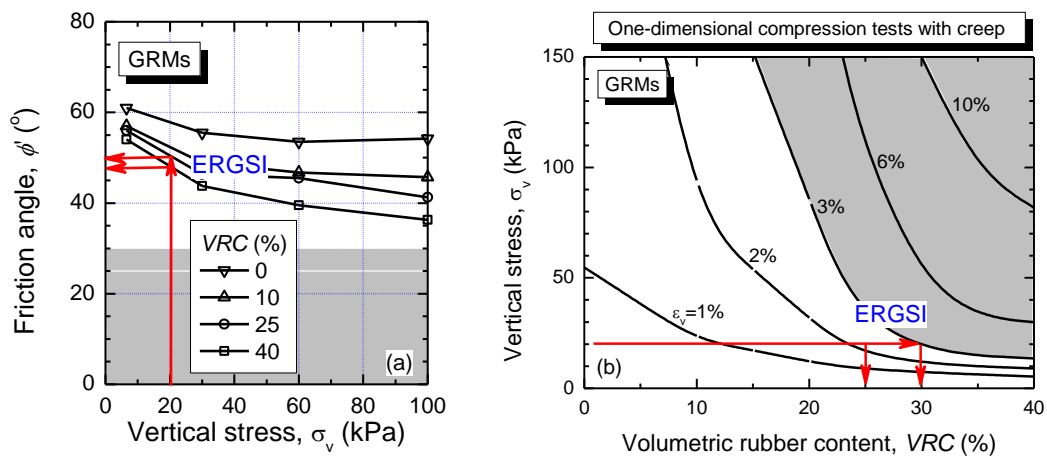 80
60
40
20
0
Friction angle, ϕ' (°)
GRMs
ERGSI
VRC (%)
0
10
25
40
(a)
0 20 40 60 80 100
Vertical stress, σv (kPa)
One-dimensional compression tests with creep
150
100
50
0
Vertical stress, σv (kPa)
GRMs
10%
6%
3%
2%
εv=1%
ERGSI
(b)
0 10 20 30 40
Volumetric rubber content, VRC (%)